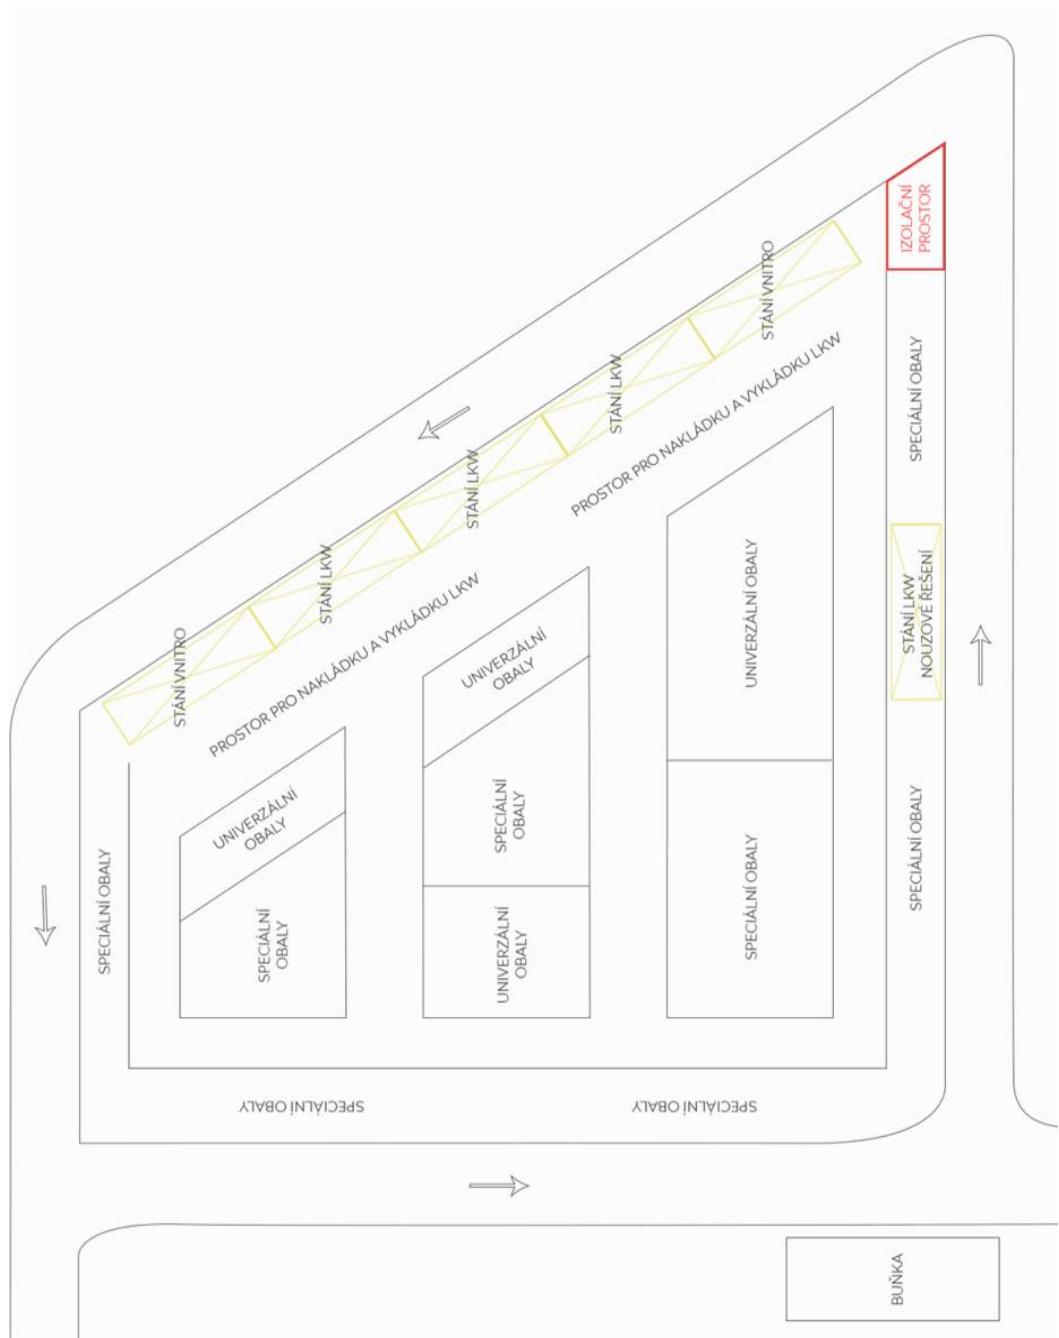 IZOLAČNÍ
PROSTOR
STÁNÍ VNITRO
STÁNÍ LKW
STÁNÍ LKW
STÁNÍ LKW
STÁNÍ VNITRO
PROSTOR PRO NAKLÁDKU A VYKLÁDKU LKW
PROSTOR PRO NAKLÁDKU A VYKLÁDKU LKW
SPECIÁLNÍ OBALY
STÁNÍ LKW
NOUZOVÉ ŘEŠENÍ
SPECIÁLNÍ OBALY
UNIVERZÁLNÍ OBALY
SPECIÁLNÍ OBALY
UNIVERZÁLNÍ
OBALY
SPECIÁLNÍ
OBALY
UNIVERZÁLNÍ
OBALY
UNIVERZÁLNÍ
OBALY
SPECIÁLNÍ
OBALY
SPECIÁLNÍ OBALY
SPECIÁLNÍ OBALY
SPECIÁLNÍ OBALY
BUŇKA